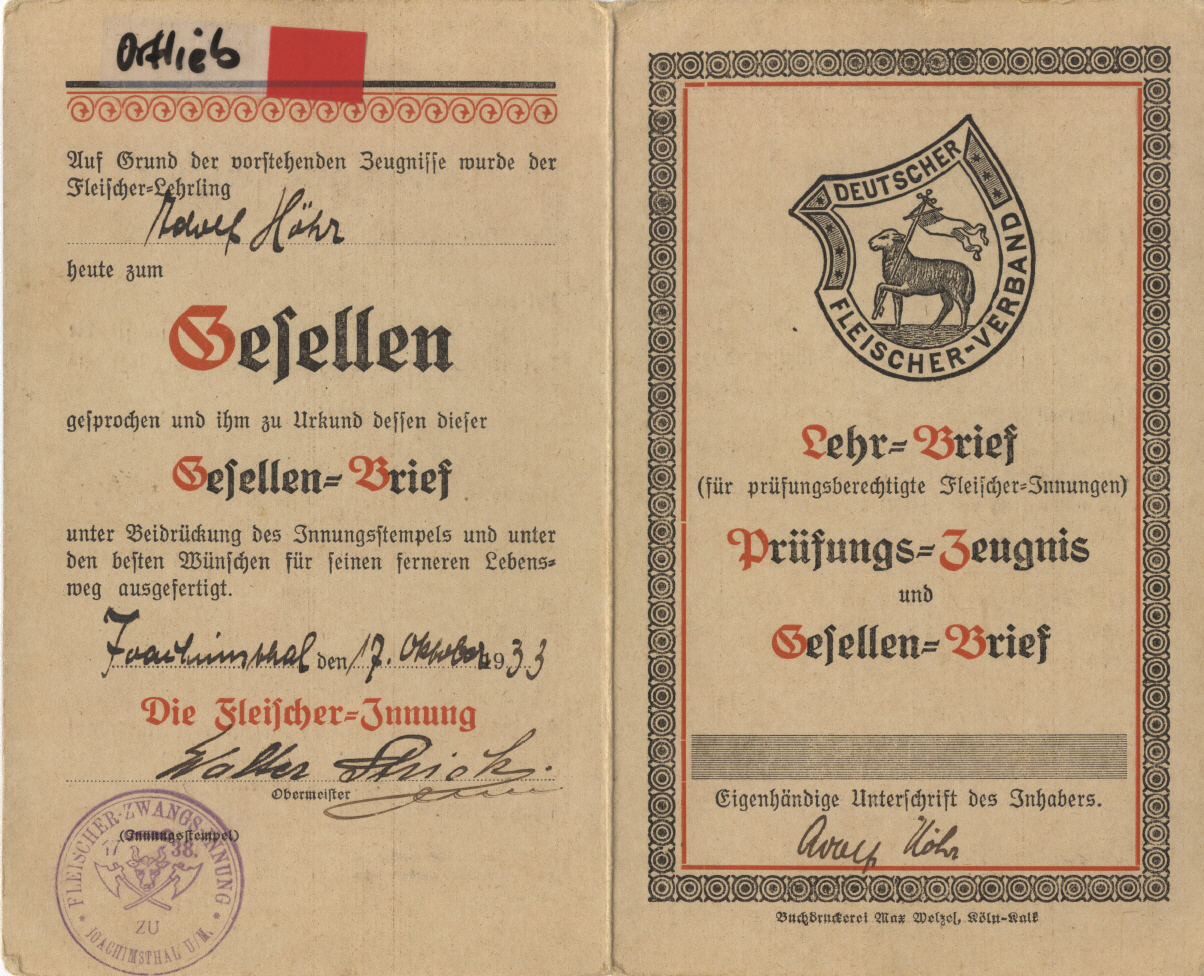 Ortlieb
Auf Grund der vorstehenden Zeugnisse wurde der
Fleischer-Lehrling
Adolf Höhr
heute zum
Gesellen
gesprochen und ihm zu Urkund dessen dieser
Gesellen-Brief
unter Beidrückung des Innungsstempels und unter
den besten Wünschen für seinen ferneren Lebens-
weg ausgefertigt.
Joachimsthal den 17. Oktober 1933
Die Fleischer-Innung
Walter
Obermeister
(Innungsstempel)
FLEISCHER-ZWANGS-INNUNG
17 38.
ZU
JOACHIMSTHAL U/M.
DEUTSCHER
FLEISCHER-VERBAND
Lehr-Brief
(für prüfungsberechtigte Fleischer-Innungen)
Prüfungs-Zeugnis
und
Gesellen-Brief
Eigenhändige Unterschrift des Inhabers.
Adolf Höhr
Buchdruckerei Max Welzel, Köln-Kalk